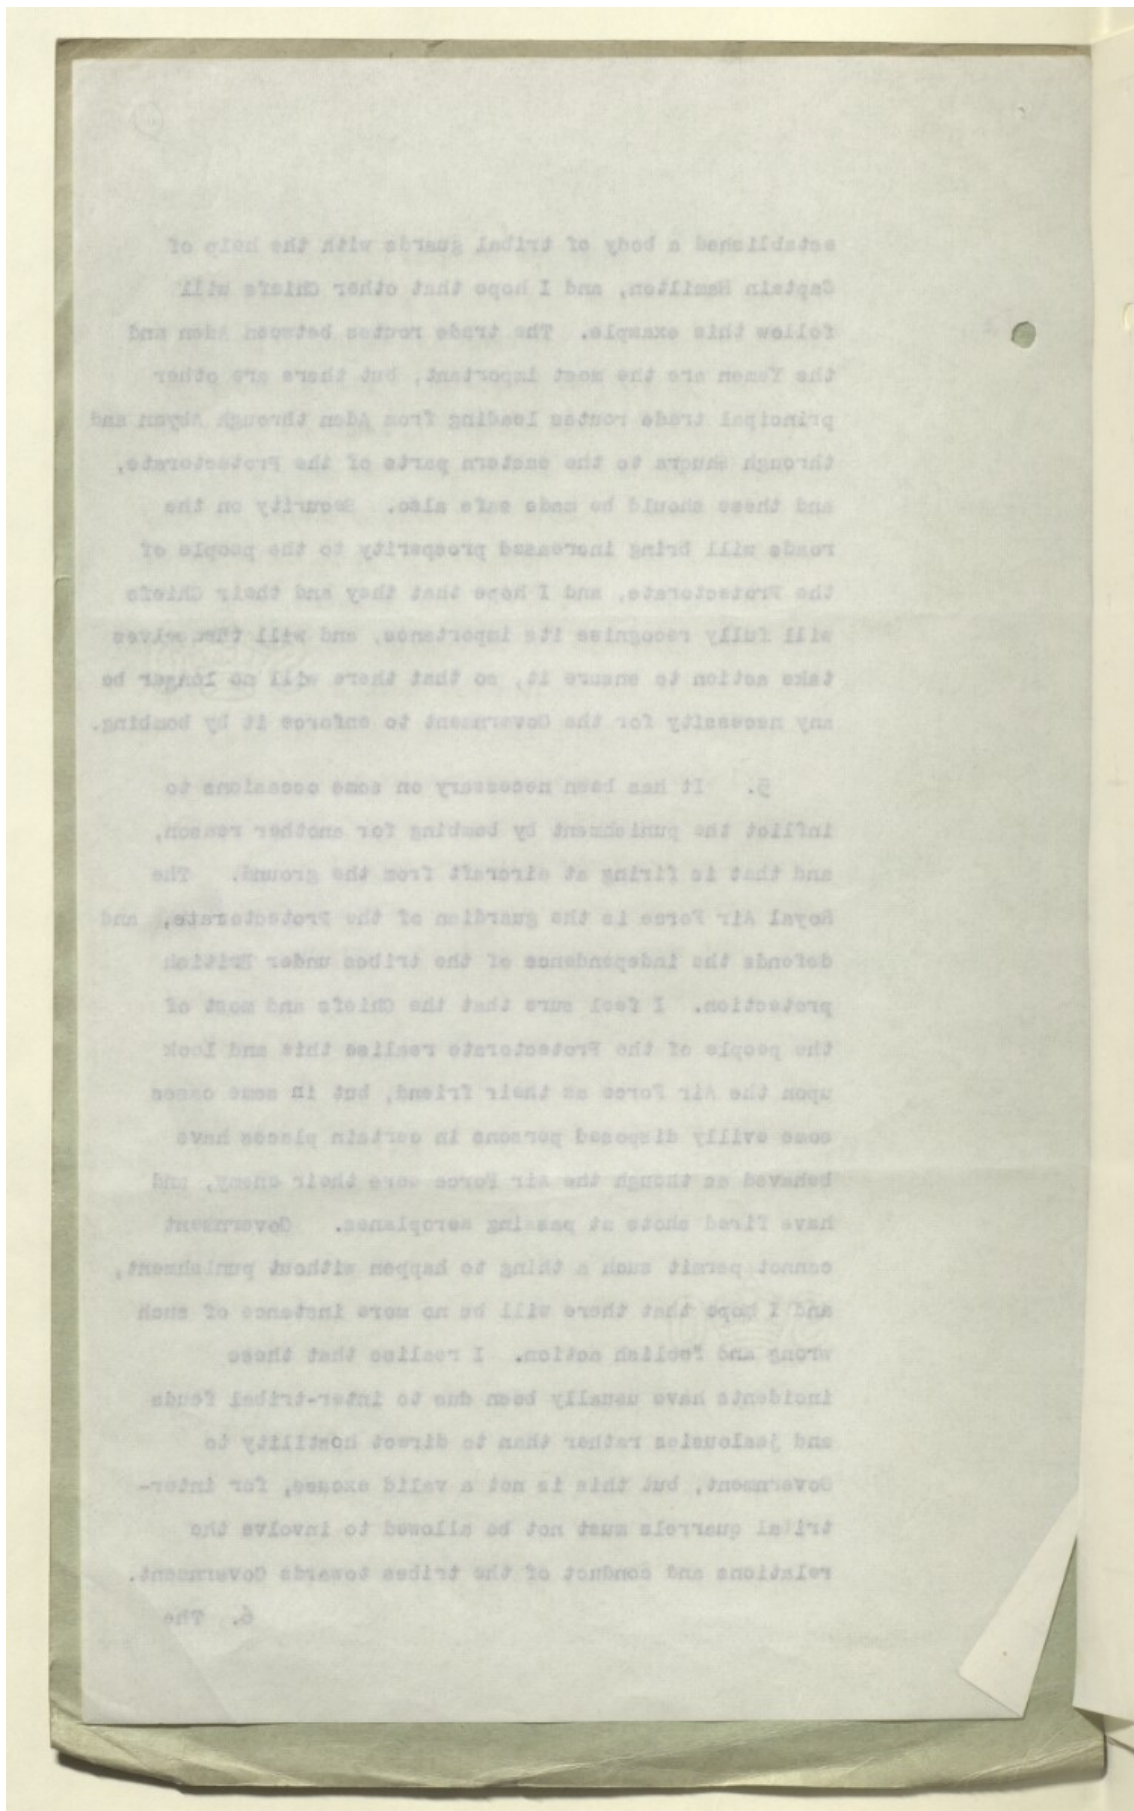 established a body of tribal guards with the help of
Captain Hamilton, and I hope that other Chiefs will
follow this example. The trade routes between Aden and
the Yemen are the most important, but there are other
principal trade routes leading from Aden through Abyan and
through Shuqra to the eastern parts of the Protectorate,
and these should be made safe also. Security on the
roads will bring increased prosperity to the people of
the Protectorate, and I hope that they and their Chiefs
will fully recognise its importance, and will themselves
take action to ensure it, so that there will no longer be
any necessity for the Government to enforce it by bombing.
5. It has been necessary on some occasions to
inflict the punishment by bombing for another reason,
and that is firing at aircraft from the ground. The
Royal Air Force is the guardian of the Protectorate, and
defends the independence of the tribes under British
protection. I feel sure that the Chiefs and most of
the people of the Protectorate realise this and look
upon the Air Force as their friend, but in some cases
some evilly disposed persons in certain places have
behaved as though the Air Force were their enemy, and
have fired shots at passing aeroplanes. Government
cannot permit such a thing to happen without punishment,
and I hope that there will be no more instance of such
wrong and foolish action. I realise that these
incidents have usually been due to inter-tribal feuds
and jealousies rather than to direct hostility to
Government, but this is not a valid excuse, for inter-
tribal quarrels must not be allowed to involve the
relations and conduct of the tribes towards Government.
6. The